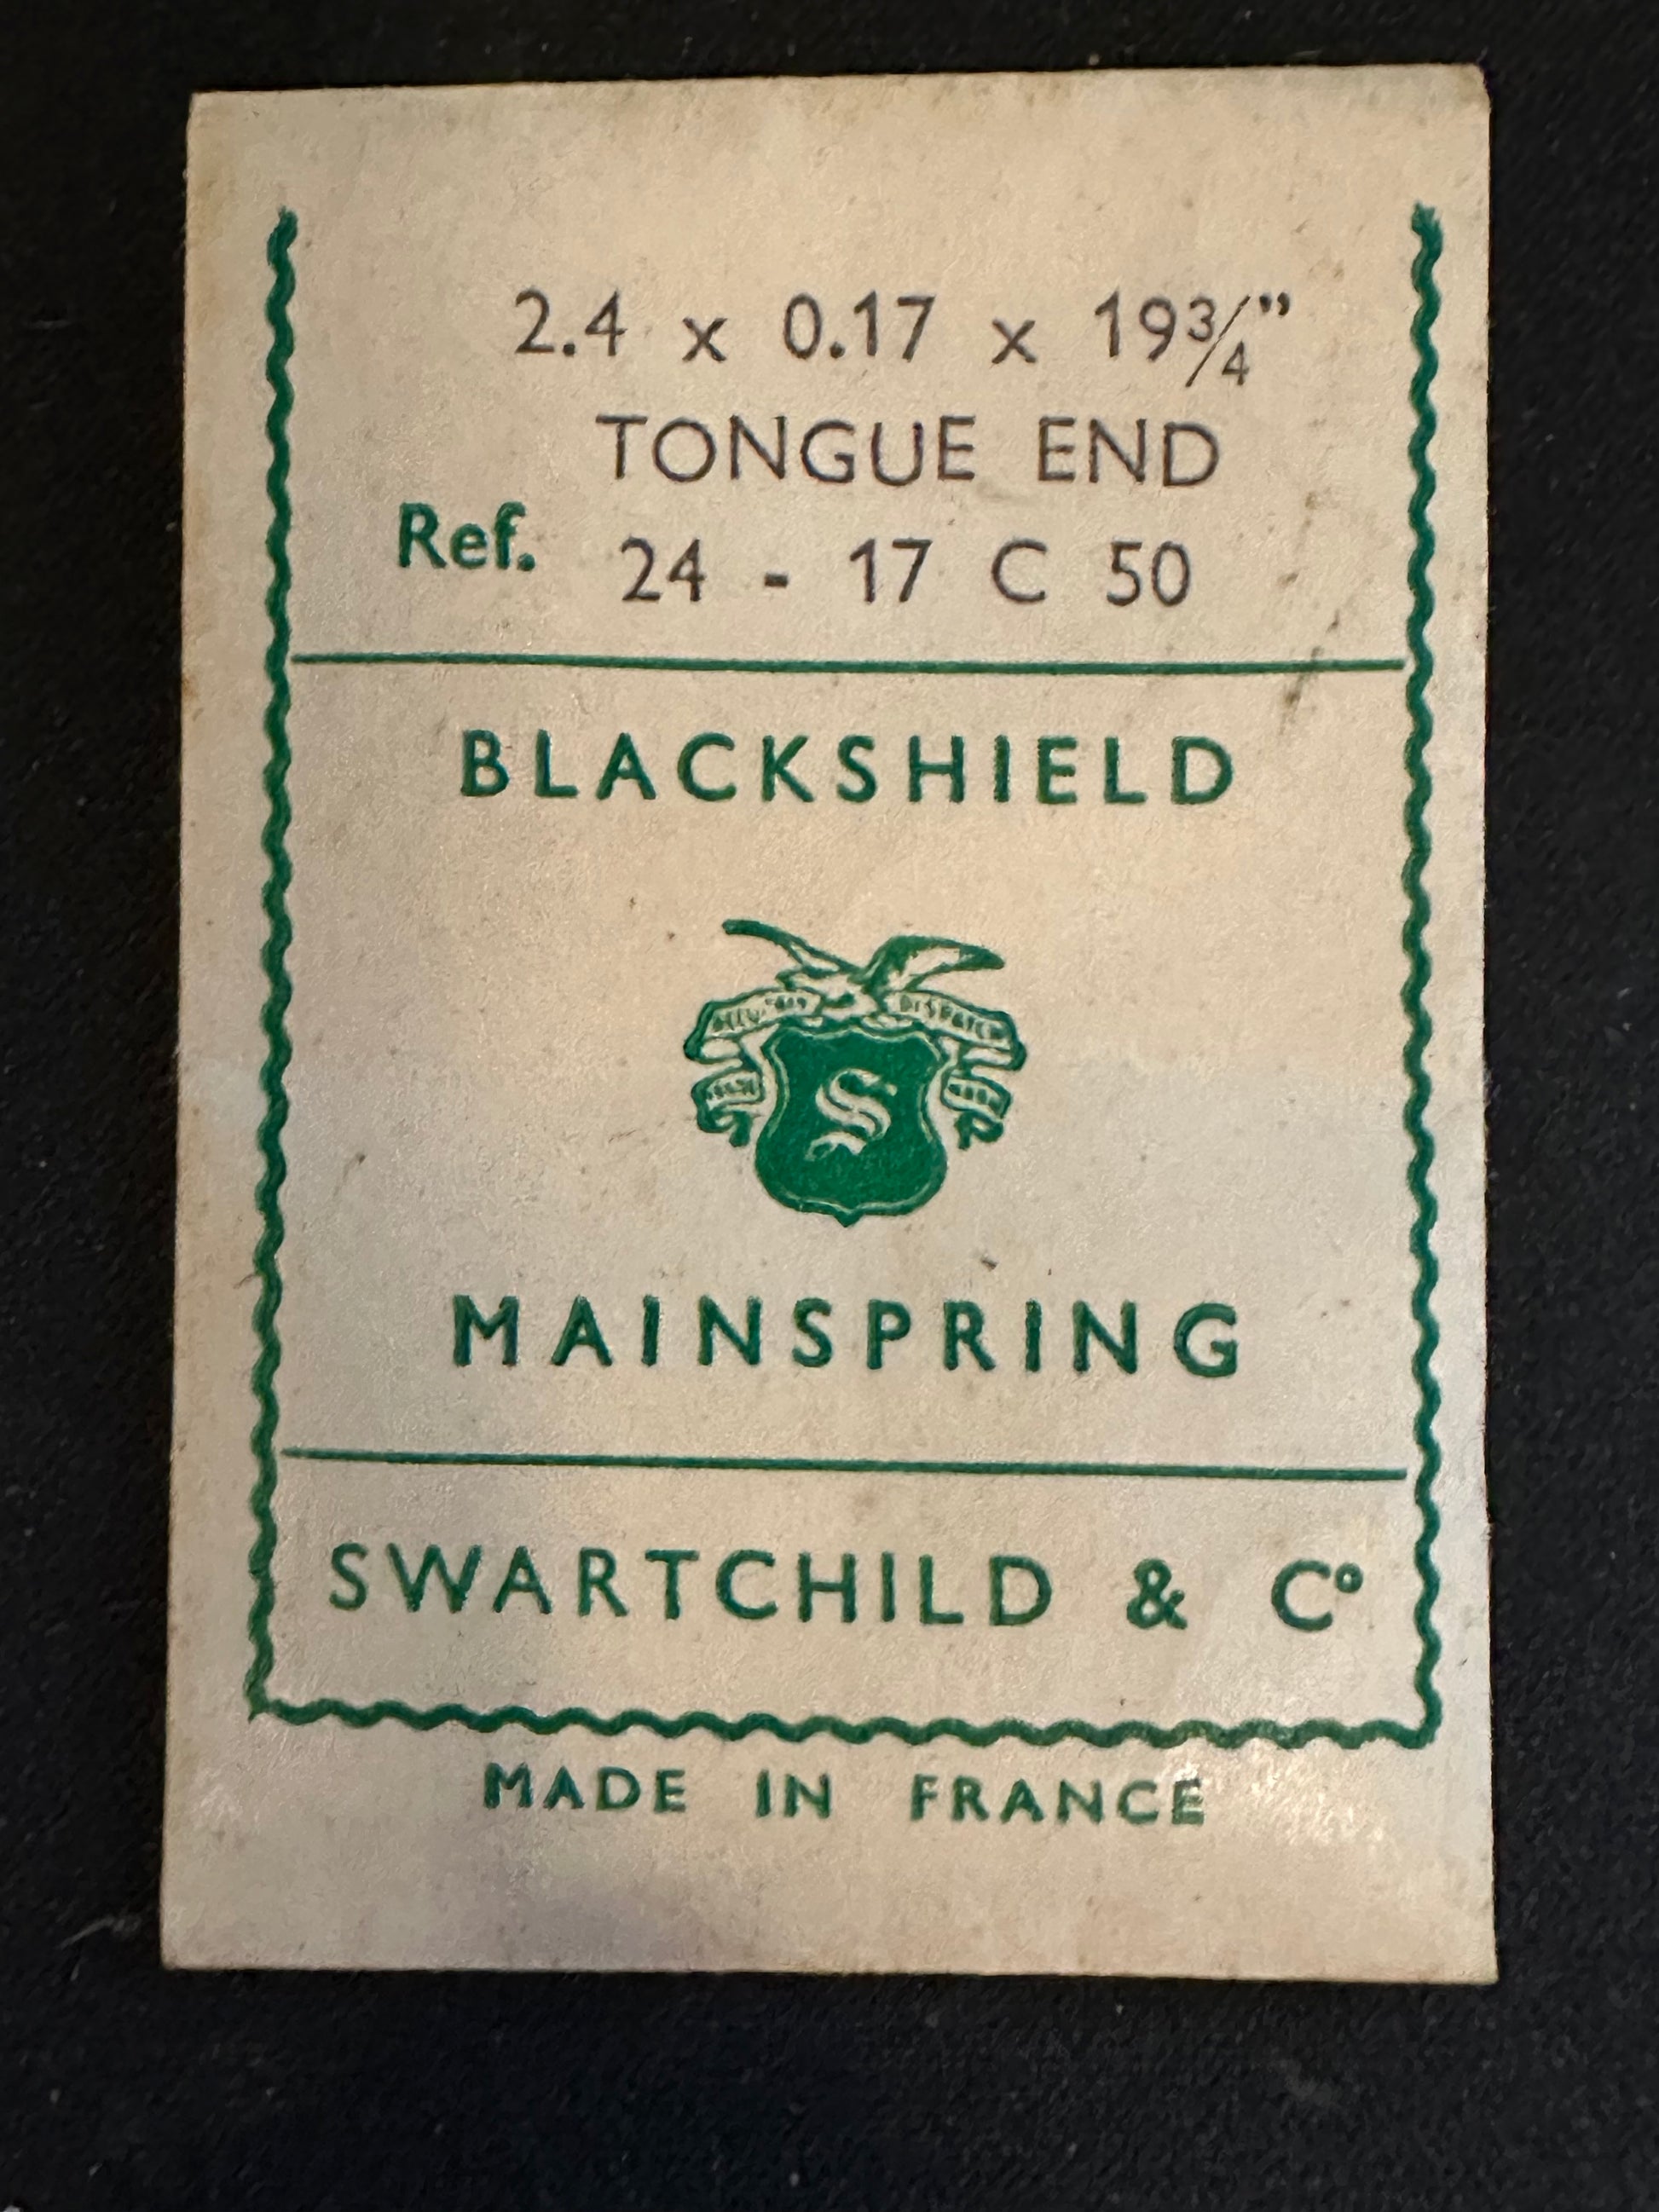 2.4 x 0.17 x 19¾”
TONGUE END
Ref. 24 - 17 C 50
BLACKSHIELD
DISPATCH
S
MAINSPRING
SWARTCHILD & Cº
MADE IN FRANCE